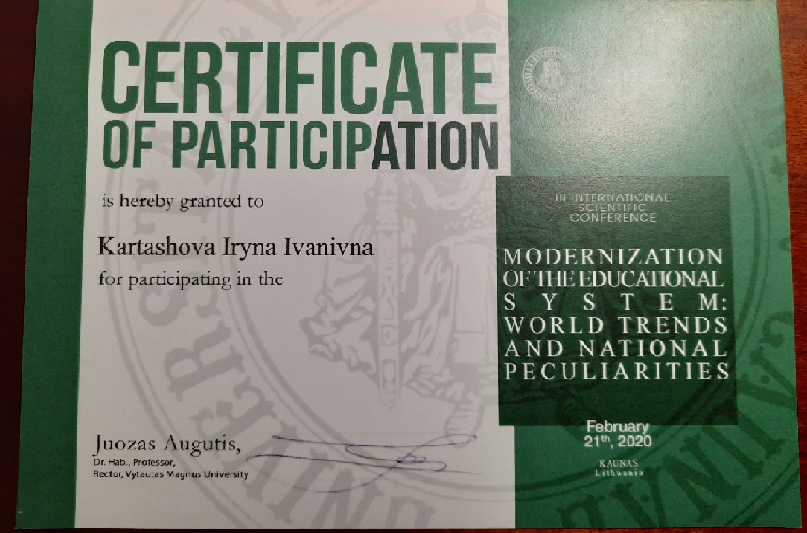 CERTIFICATE
OF PARTICIPATION
is hereby granted to
Kartashova Iryna Ivanivna
for participating in the
Juozas Augutis,
Dr. Hab., Professor,
Rector, Vytautas Magnus University
III INTERNATIONAL
SCIENTIFIC
CONFERENCE
MODERNIZATION
OF THE EDUCATIONAL
SYSTEM:
WORLD TRENDS
AND NATIONAL
PECULIARITIES
February
21th, 2020
KAUNAS
Lithuania